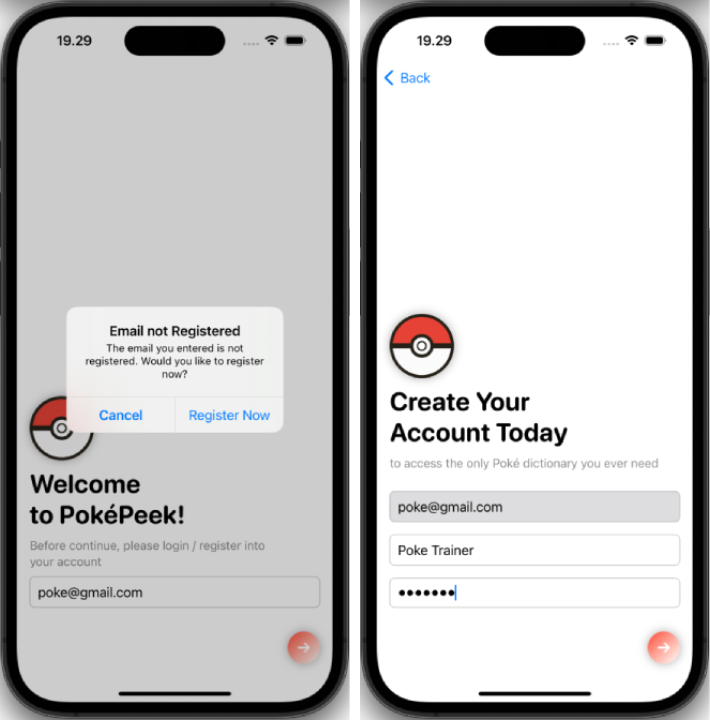 19.29
Email not Registered
The email you entered is not
registered. Would you like to register
now?
Cancel Register Now
Welcome
to PokéPeek!
Before continue, please login / register into
your account
poke@gmail.com
19.29
Back
Create Your
Account Today
to access the only Poké dictionary you ever need
poke@gmail.com
Poke Trainer
•••••••